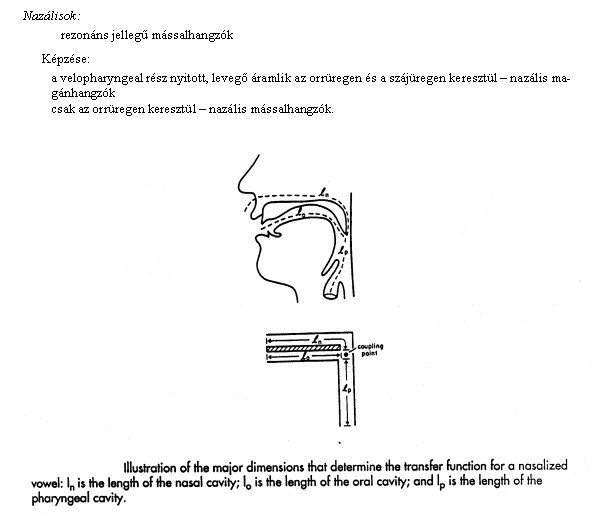 Nazálisok:
rezonáns jellegű mássalhangzók
Képzése:
a velopharyngeal rész nyitott, levegő áramlik az orrüregen és a szájüregen keresztül – nazális ma-
gánhangzók
csak az orrüregen keresztül – nazális mássalhangzók.
ln
lo
lp
ln
lo
coupling
point
lp
Illustration of the major dimensions that determine the transfer function for a nasalized
vowel: ln is the length of the nasal cavity; lo is the length of the oral cavity; and lp is the length of the
pharyngeal cavity.